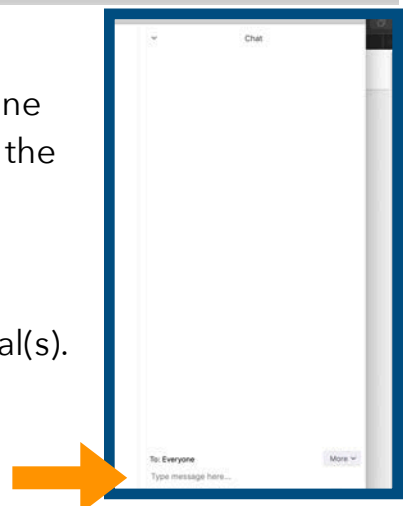 Chat
ne
the
al(s).
To: Everyone
More
Type message here...